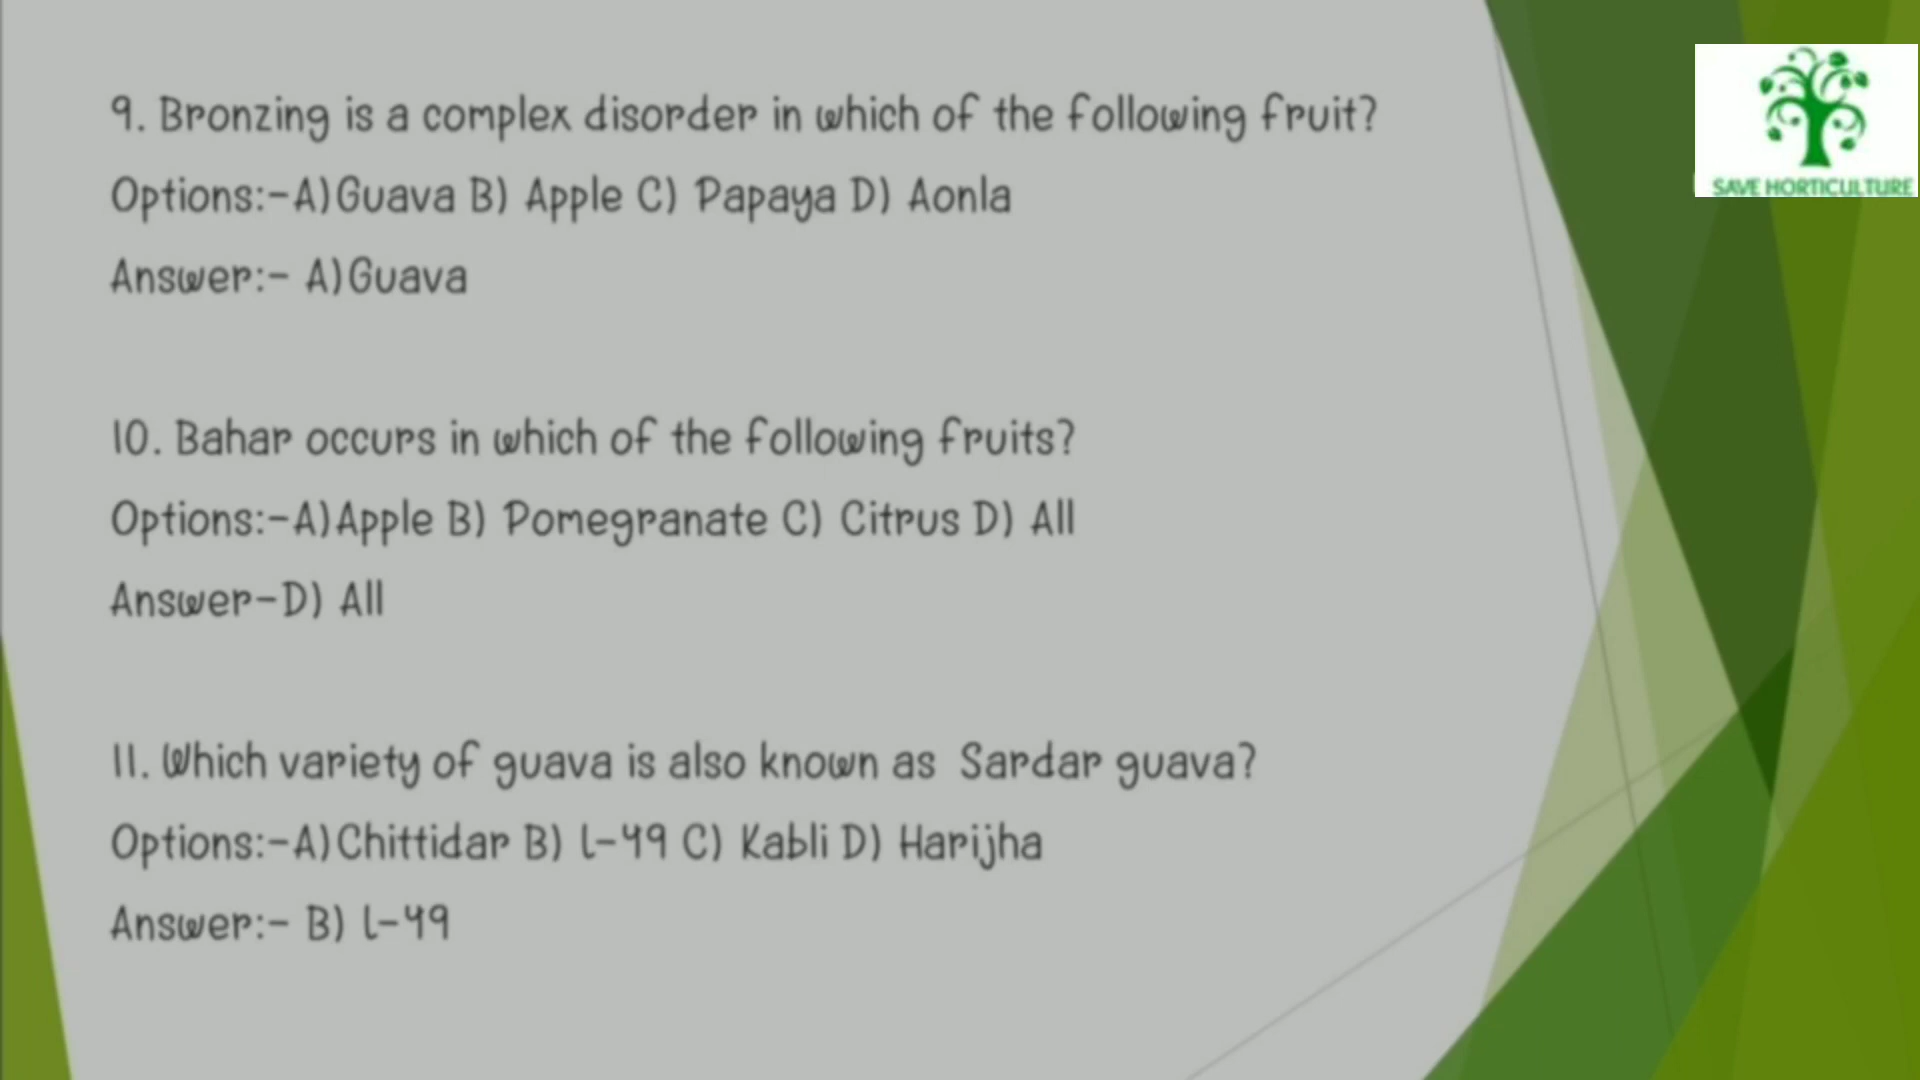 9. Bronzing is a complex disorder in which of the following fruit?
Options:-A)Guava B) Apple C) Papaya D) Aonla
Answer:- A)Guava
10. Bahar occurs in which of the following fruits?
Options:-A)Apple B) Pomegranate C) Citrus D) All
Answer-D) All
11. Which variety of guava is also known as Sardar guava?
Options:-A)Chittidar B) L-49 C) Kabli D) Harijha
Answer:- B) L-49
SAVE HORTICULTURE